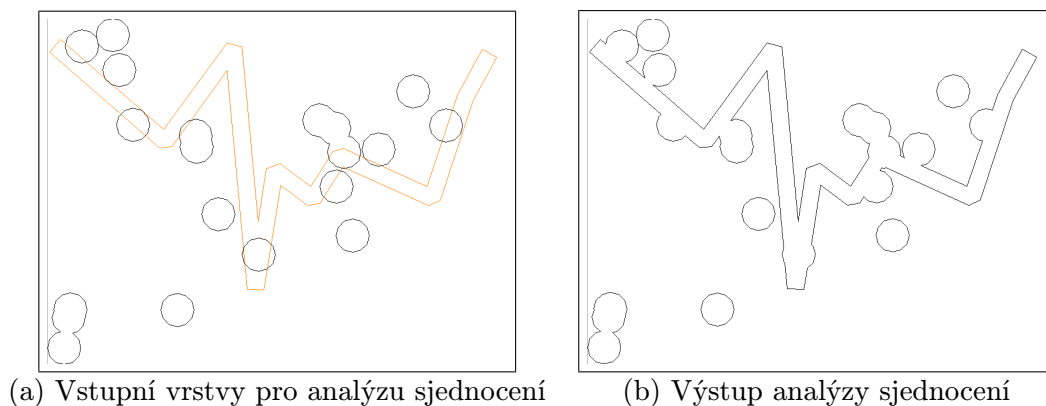 (a) Vstupní vrstvy pro analýzu sjednocení
(b) Výstup analýzy sjednocení